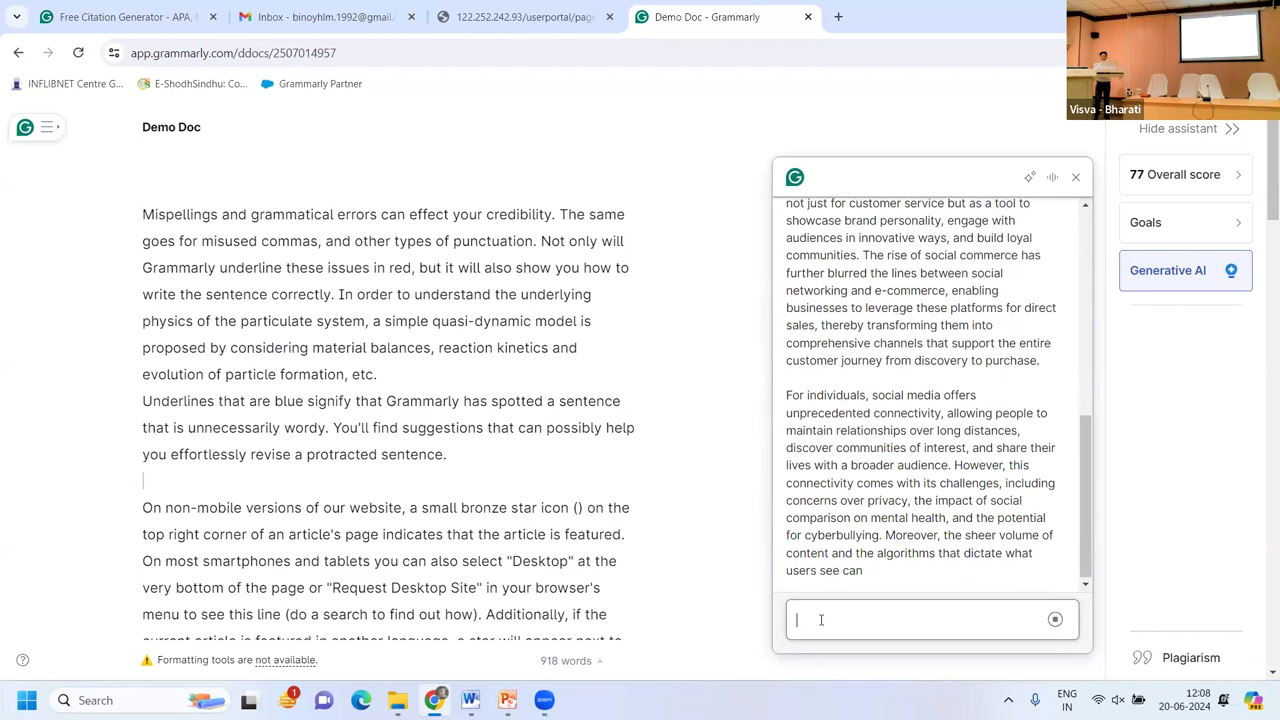 Free Citation Generator - APA,
Inbox - binoyhlm.1992@gmail.
122.252.242.93/userportal/pag
Demo Doc - Grammarly
app.grammarly.com/ddocs/2507014957
INFLIBNET Centre G...
E-ShodhSindhu: Co...
Grammarly Partner
Visva - Bharati
Demo Doc
Hide assistant
77 Overall score
Goals
Generative AI
Mispellings and grammatical errors can effect your credibility. The same
goes for misused commas, and other types of punctuation. Not only will
Grammarly underline these issues in red, but it will also show you how to
write the sentence correctly. In order to understand the underlying
physics of the particulate system, a simple quasi-dynamic model is
proposed by considering material balances, reaction kinetics and
evolution of particle formation, etc.
Underlines that are blue signify that Grammarly has spotted a sentence
that is unnecessarily wordy. You'll find suggestions that can possibly help
you effortlessly revise a protracted sentence.
On non-mobile versions of our website, a small bronze star icon () on the
top right corner of an article's page indicates that the article is featured.
On most smartphones and tablets you can also select "Desktop" at the
very bottom of the page or "Request Desktop Site" in your browser's
menu to see this line (do a search to find out how). Additionally, if the
current article is featured in another language, a star will appear next to
not just for customer service but as a tool to
showcase brand personality, engage with
audiences in innovative ways, and build loyal
communities. The rise of social commerce has
further blurred the lines between social
networking and e-commerce, enabling
businesses to leverage these platforms for direct
sales, thereby transforming them into
comprehensive channels that support the entire
customer journey from discovery to purchase.
For individuals, social media offers
unprecedented connectivity, allowing people to
maintain relationships over long distances,
discover communities of interest, and share their
lives with a broader audience. However, this
connectivity comes with its challenges, including
concerns over privacy, the impact of social
comparison on mental health, and the potential
for cyberbullying. Moreover, the sheer volume of
content and the algorithms that dictate what
users see can
Formatting tools are not available.
918 words
Plagiarism
Search
1
3
ENG
IN
12:08
20-06-2024
PRE